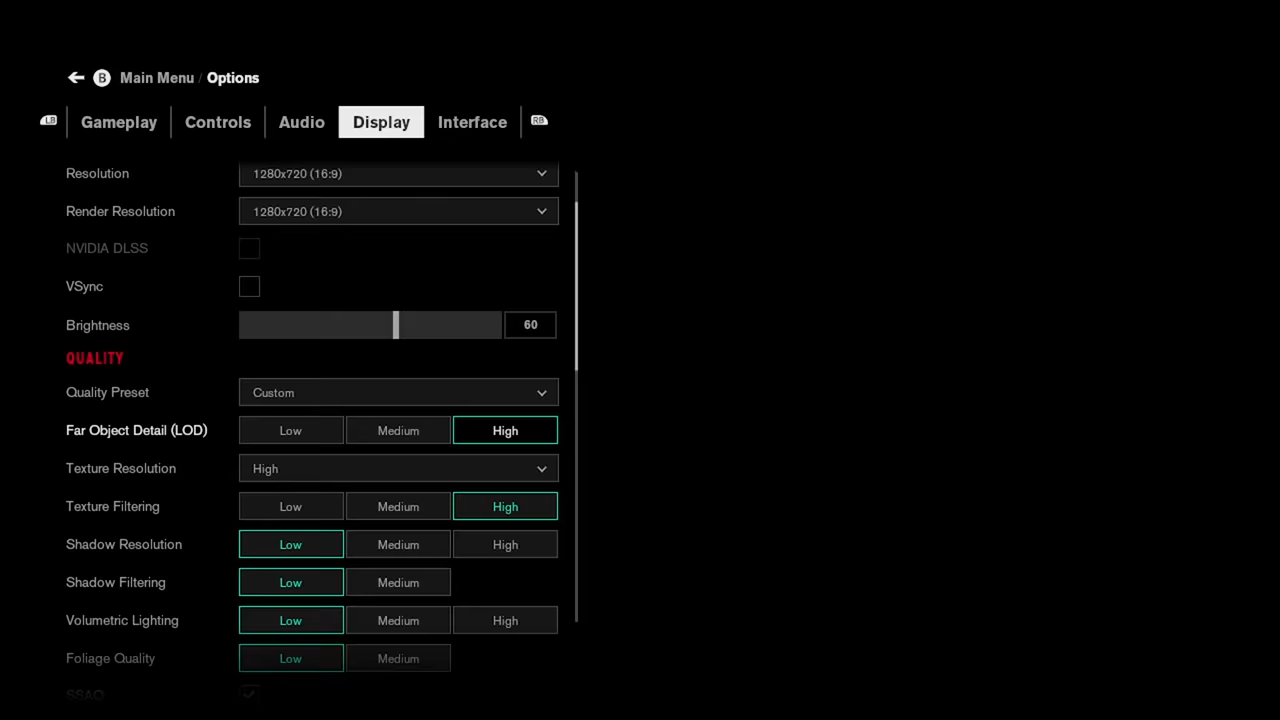 B Main Menu / Options
LB Gameplay Controls Audio Display Interface RB
Resolution 1280x720 (16:9)
Render Resolution 1280x720 (16:9)
NVIDIA DLSS
VSync
Brightness 60
QUALITY
Quality Preset Custom
Far Object Detail (LOD) Low Medium High
Texture Resolution High
Texture Filtering Low Medium High
Shadow Resolution Low Medium High
Shadow Filtering Low Medium
Volumetric Lighting Low Medium High
Foliage Quality Low Medium
SSAO